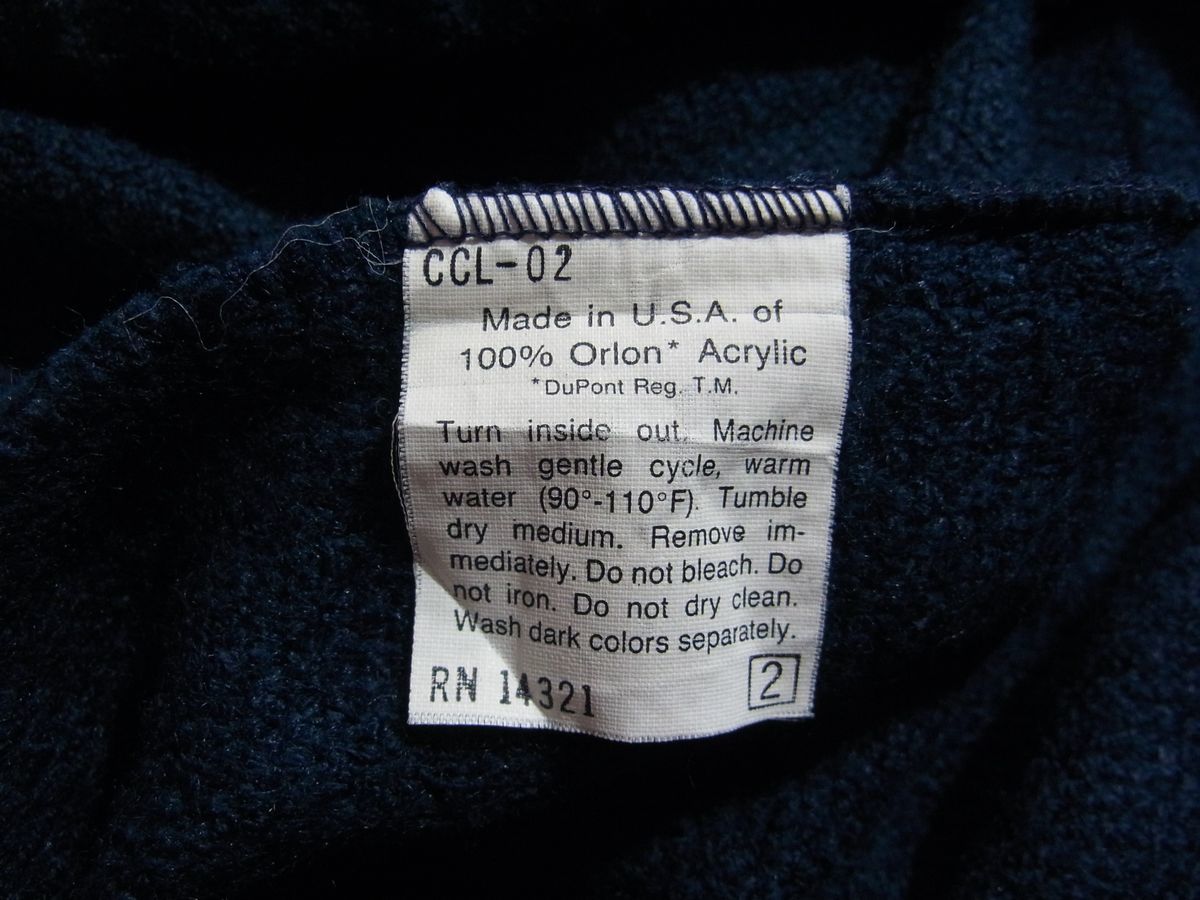 CCL-02
Made in U.S.A. of
100% Orlon* Acrylic
*DuPont Reg. T.M.
Turn inside out. Machine
wash gentle cycle, warm
water (90°-110°F). Tumble
dry medium. Remove im-
mediately. Do not bleach. Do
not iron. Do not dry clean.
Wash dark colors separately.
RN 14321
2